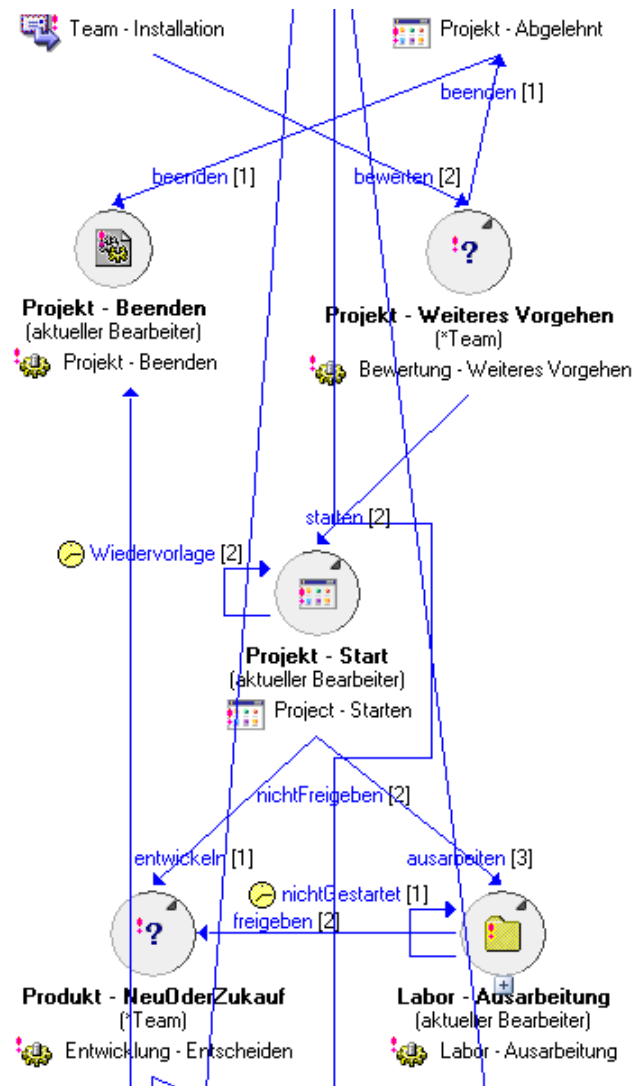 Team - Installation
Projekt - Abgelehnt
beenden [1]
beenden [1]
bewerten [2]
?
Projekt - Beenden
(aktueller Bearbeiter)
Projekt - Beenden
Projekt - Weiteres Vorgehen
(*Team)
Bewertung - Weiteres Vorgehen
starten [2]
Wiedervorlage [2]
Projekt - Start
(aktueller Bearbeiter)
Project - Starten
nichtFreigeben [2]
entwickeln [1]
ausarbeiten [3]
nichtGestartet [1]
freigeben [2]
?
Produkt - NeuOderZukauf
(*Team)
Entwicklung - Entscheiden
Labor - Ausarbeitung
(aktueller Bearbeiter)
Labor - Ausarbeitung